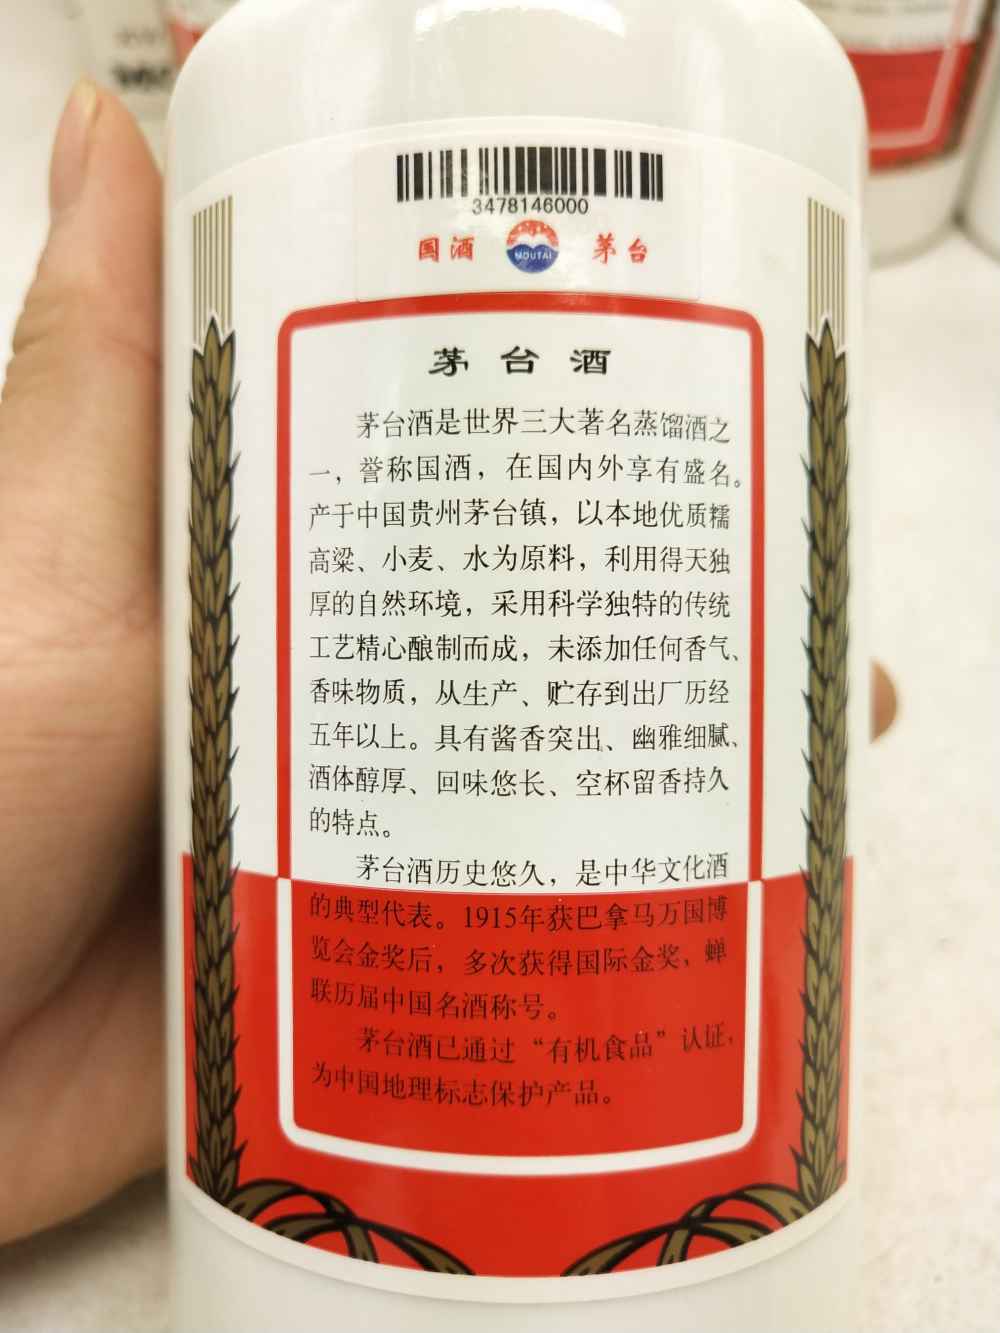 3478146000
国酒 MOUTAI 茅台
茅台酒
茅台酒是世界三大著名蒸馏酒之
一，誉称国酒，在国内外享有盛名。
产于中国贵州茅台镇，以本地优质糯
高粱、小麦、水为原料，利用得天独
厚的自然环境，采用科学独特的传统
工艺精心酿制而成，未添加任何香气、
香味物质，从生产、贮存到出厂历经
五年以上。具有酱香突出、幽雅细腻、
酒体醇厚、回味悠长、空杯留香持久
的特点。
茅台酒历史悠久，是中华文化酒
的典型代表。1915年获巴拿马万国博
览会金奖后，多次获得国际金奖，蝉
联历届中国名酒称号。
茅台酒已通过“有机食品”认证，
为中国地理标志保护产品。